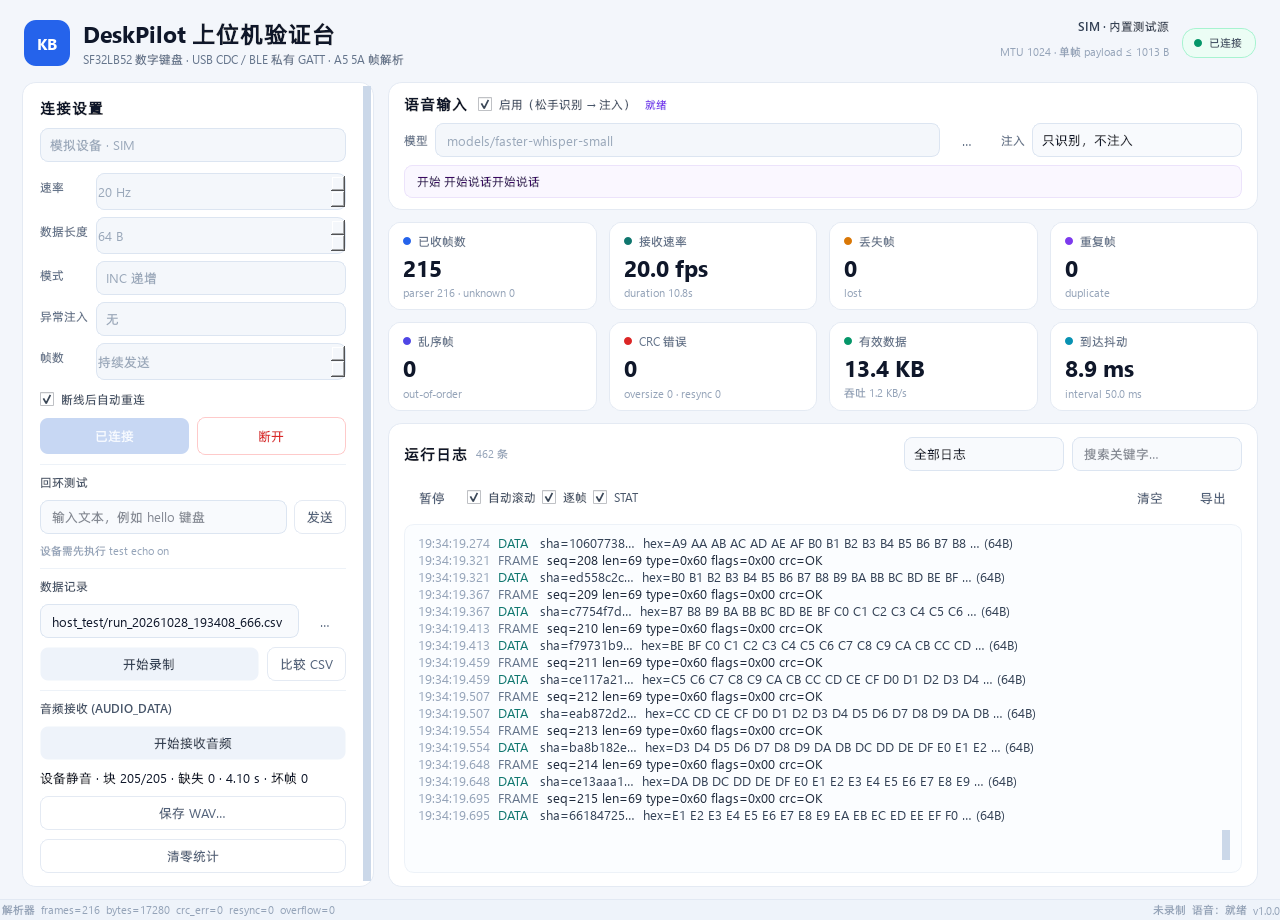 KB
DeskPilot 上位机验证台
SF32LB52 数字键盘 · USB CDC / BLE 私有 GATT · A5 5A 帧解析
SIM · 内置测试源
MTU 1024 · 单帧 payload ≤ 1013 B
已连接
连接设置
模拟设备 · SIM
速率
20 Hz
数据长度
64 B
模式
INC 递增
异常注入
无
帧数
持续发送
断线后自动重连
已连接
断开
回环测试
输入文本，例如 hello 键盘
发送
设备需先执行 test echo on
数据记录
host_test/run_20261028_193408_666.csv
...
开始录制
比较 CSV
音频接收 (AUDIO_DATA)
开始接收音频
设备静音 · 块 205/205 · 缺失 0 · 4.10 s · 坏帧 0
保存 WAV...
清零统计
语音输入
启用（松手识别 → 注入）
就绪
模型
models/faster-whisper-small
...
注入
只识别，不注入
开始 开始说话开始说话
已收帧数
215
parser 216 · unknown 0
接收速率
20.0 fps
duration 10.8s
丢失帧
0
lost
重复帧
0
duplicate
乱序帧
0
out-of-order
CRC 错误
0
oversize 0 · resync 0
有效数据
13.4 KB
吞吐 1.2 KB/s
到达抖动
8.9 ms
interval 50.0 ms
运行日志
462 条
全部日志
搜索关键字...
暂停
自动滚动
逐帧
STAT
清空
导出
19:34:19.274 DATA sha=10607738... hex=A9 AA AB AC AD AE AF B0 B1 B2 B3 B4 B5 B6 B7 B8 ... (64B)
19:34:19.321 FRAME seq=208 len=69 type=0x60 flags=0x00 crc=OK
19:34:19.321 DATA sha=ed558c2c... hex=B0 B1 B2 B3 B4 B5 B6 B7 B8 B9 BA BB BC BD BE BF ... (64B)
19:34:19.367 FRAME seq=209 len=69 type=0x60 flags=0x00 crc=OK
19:34:19.367 DATA sha=c7754f7d... hex=B7 B8 B9 BA BB BC BD BE BF C0 C1 C2 C3 C4 C5 C6 ... (64B)
19:34:19.413 FRAME seq=210 len=69 type=0x60 flags=0x00 crc=OK
19:34:19.413 DATA sha=f79731b9... hex=BE BF C0 C1 C2 C3 C4 C5 C6 C7 C8 C9 CA CB CC CD ... (64B)
19:34:19.459 FRAME seq=211 len=69 type=0x60 flags=0x00 crc=OK
19:34:19.459 DATA sha=ce117a21... hex=C5 C6 C7 C8 C9 CA CB CC CD CE CF D0 D1 D2 D3 D4 ... (64B)
19:34:19.507 FRAME seq=212 len=69 type=0x60 flags=0x00 crc=OK
19:34:19.507 DATA sha=eab872d2... hex=CC CD CE CF D0 D1 D2 D3 D4 D5 D6 D7 D8 D9 DA DB ... (64B)
19:34:19.554 FRAME seq=213 len=69 type=0x60 flags=0x00 crc=OK
19:34:19.554 DATA sha=ba8b182e... hex=D3 D4 D5 D6 D7 D8 D9 DA DB DC DD DE DF E0 E1 E2 ... (64B)
19:34:19.648 FRAME seq=214 len=69 type=0x60 flags=0x00 crc=OK
19:34:19.648 DATA sha=ce13aaa1... hex=DA DB DC DD DE DF E0 E1 E2 E3 E4 E5 E6 E7 E8 E9 ... (64B)
19:34:19.695 FRAME seq=215 len=69 type=0x60 flags=0x00 crc=OK
19:34:19.695 DATA sha=66184725... hex=E1 E2 E3 E4 E5 E6 E7 E8 E9 EA EB EC ED EE EF F0 ... (64B)
解析器 frames=216 bytes=17280 crc_err=0 resync=0 overflow=0
未录制 语音：就绪 v1.0.0